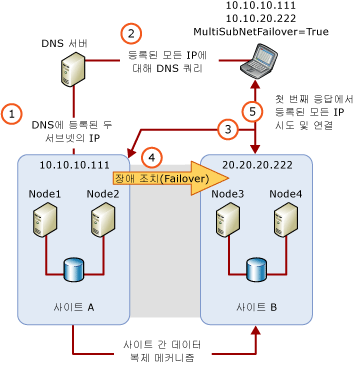 10.10.10.111
10.10.20.222
MultiSubNetFailover=True
DNS 서버
2
등록된 모든 IP에
대해 DNS 쿼리
1
DNS에 등록된 두
서브넷의 IP
5
첫 번째 응답에서
등록된 모든 IP
시도 및 연결
3
4
10.10.10.111
20.20.20.222
장애 조치(Failover)
Node1
Node2
Node3
Node4
사이트 A
사이트 B
사이트 간 데이터
복제 메커니즘